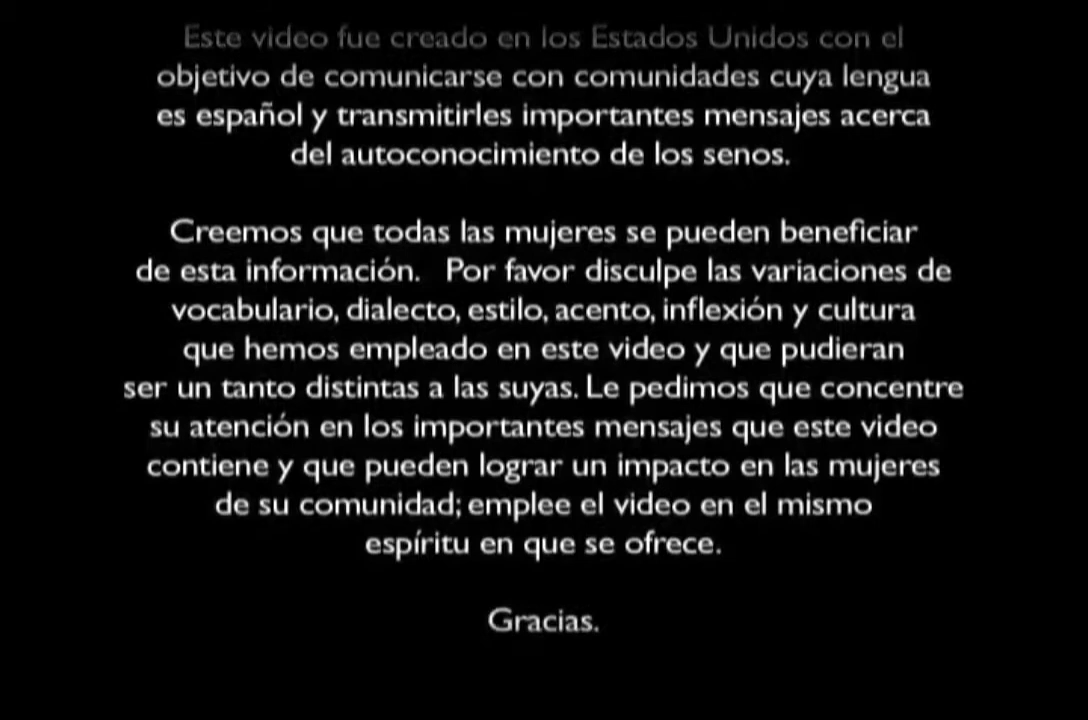 Este video fue creado en los Estados Unidos con el
objetivo de comunicarse con comunidades cuya lengua
es español y transmitirles importantes mensajes acerca
del autoconocimiento de los senos.
Creemos que todas las mujeres se pueden beneficiar
de esta información. Por favor disculpe las variaciones de
vocabulario, dialecto, estilo, acento, inflexión y cultura
que hemos empleado en este video y que pudieran
ser un tanto distintas a las suyas. Le pedimos que concentre
su atención en los importantes mensajes que este video
contiene y que pueden lograr un impacto en las mujeres
de su comunidad; emplee el video en el mismo
espíritu en que se ofrece.
Gracias.